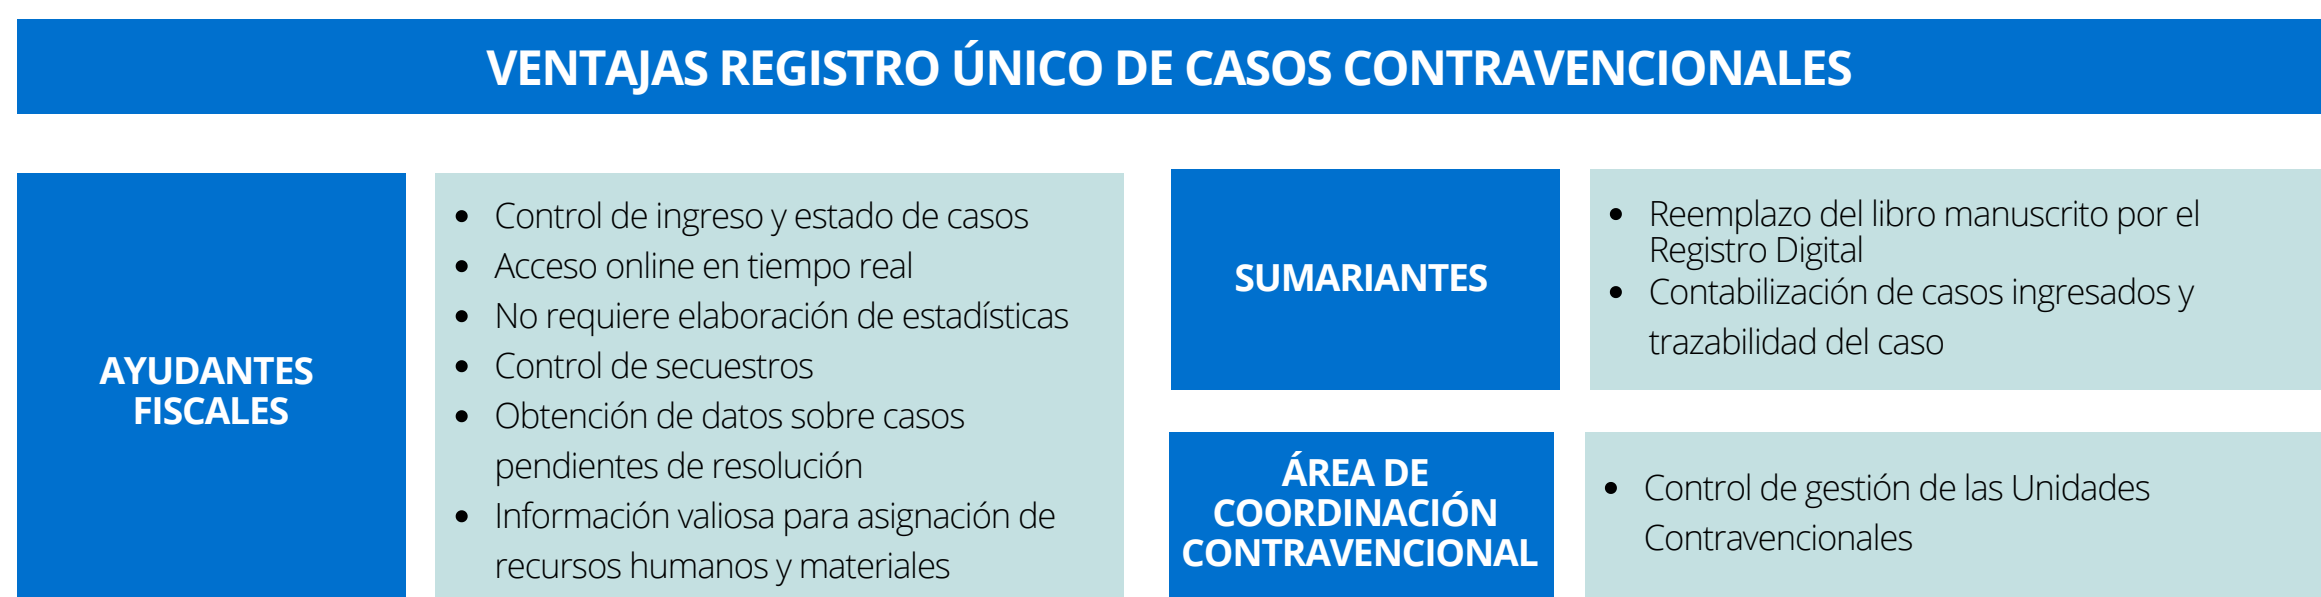 VENTAJAS REGISTRO ÚNICO DE CASOS CONTRAVENCIONALES
AYUDANTES
FISCALES
• Control de ingreso y estado de casos
• Acceso online en tiempo real
• No requiere elaboración de estadísticas
• Control de secuestros
• Obtención de datos sobre casos
pendientes de resolución
• Información valiosa para asignación de
recursos humanos y materiales
SUMARIANTES
• Reemplazo del libro manuscrito por el
Registro Digital
• Contabilización de casos ingresados y
trazabilidad del caso
ÁREA DE
COORDINACIÓN
CONTRAVENCIONAL
• Control de gestión de las Unidades
Contravencionales